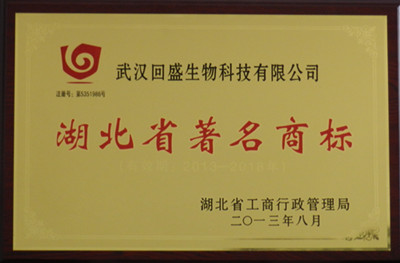 武汉回盛生物科技有限公司
湖北省著名商标
湖北省工商行政管理局
二〇一三年八月